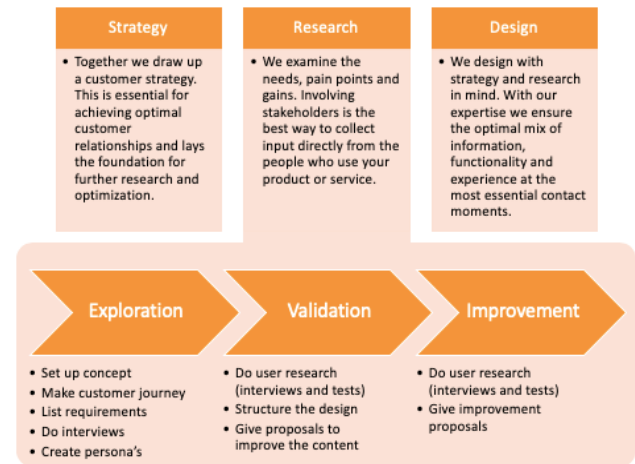 Strategy
• Together we draw up
a customer strategy.
This is essential for
achieving optimal
customer
relationships and lays
the foundation for
further research and
optimization.
Research
• We examine the
needs, pain points and
gains. Involving
stakeholders is the
best way to collect
input directly from the
people who use your
product or service.
Design
• We design with
strategy and research
in mind. With our
expertise we ensure
the optimal mix of
information,
functionality and
experience at the
most essential contact
moments.
Exploration
• Set up concept
• Make customer journey
• List requirements
• Do interviews
• Create persona's
Validation
• Do user research
(interviews and tests)
• Structure the design
• Give proposals to
improve the content
Improvement
• Do user research
(interviews and tests)
• Give improvement
proposals